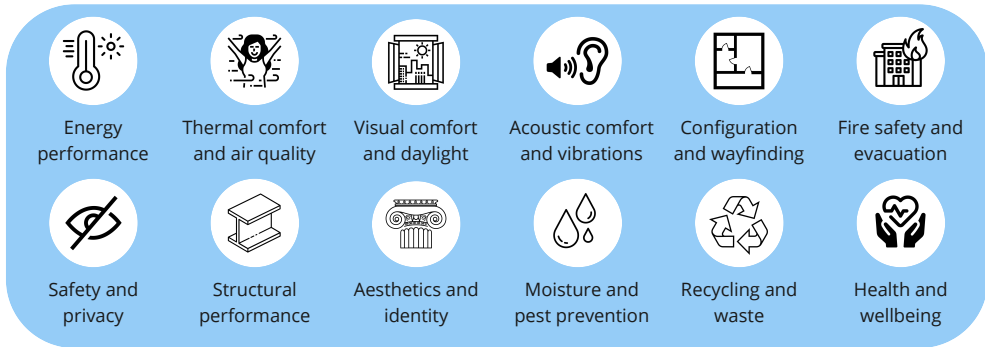 Energy
performance
Thermal comfort
and air quality
Visual comfort
and daylight
Acoustic comfort
and vibrations
Configuration
and wayfinding
Fire safety and
evacuation
Safety and
privacy
Structural
performance
Aesthetics and
identity
Moisture and
pest prevention
Recycling and
waste
Health and
wellbeing